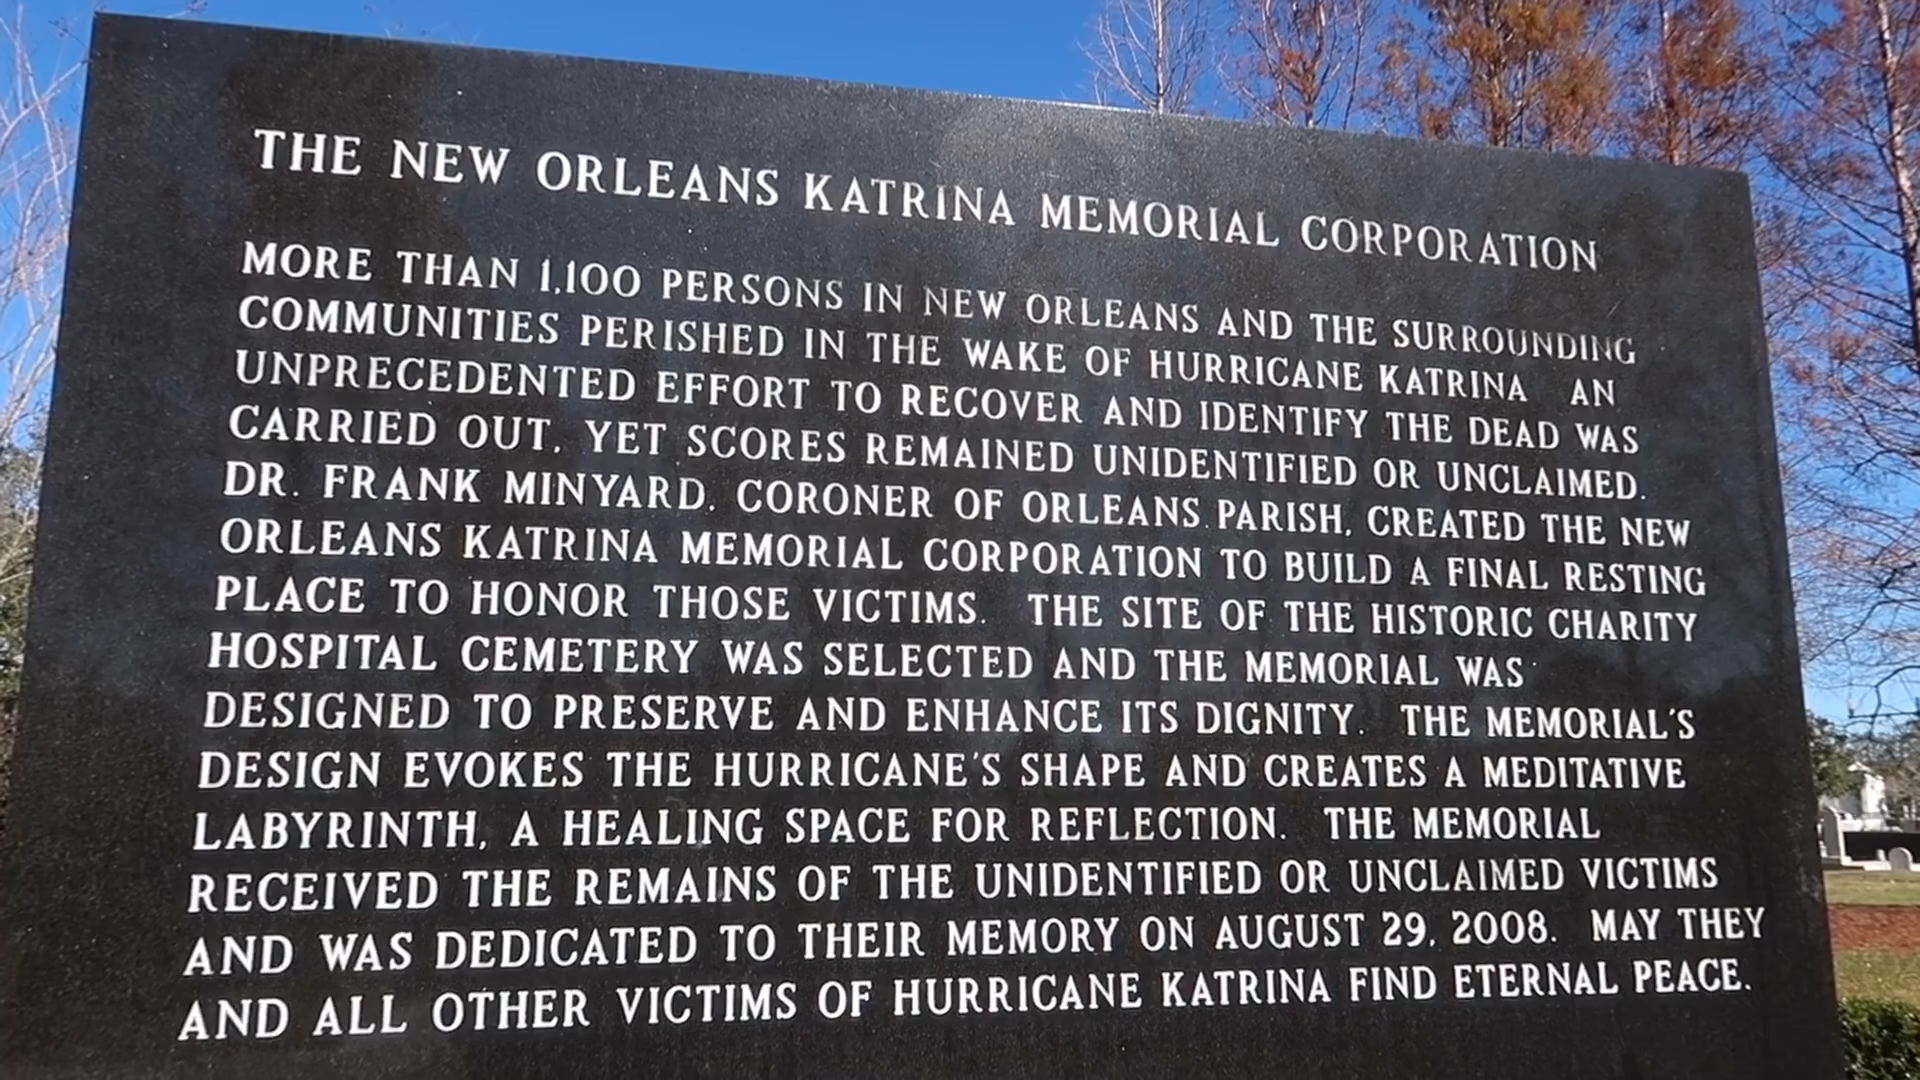 THE NEW ORLEANS KATRINA MEMORIAL CORPORATION
MORE THAN 1,100 PERSONS IN NEW ORLEANS AND THE SURROUNDING
COMMUNITIES PERISHED IN THE WAKE OF HURRICANE KATRINA AN
UNPRECEDENTED EFFORT TO RECOVER AND IDENTIFY THE DEAD WAS
CARRIED OUT, YET SCORES REMAINED UNIDENTIFIED OR UNCLAIMED.
DR. FRANK MINYARD, CORONER OF ORLEANS PARISH, CREATED THE NEW
ORLEANS KATRINA MEMORIAL CORPORATION TO BUILD A FINAL RESTING
PLACE TO HONOR THOSE VICTIMS. THE SITE OF THE HISTORIC CHARITY
HOSPITAL CEMETERY WAS SELECTED AND THE MEMORIAL WAS
DESIGNED TO PRESERVE AND ENHANCE ITS DIGNITY. THE MEMORIAL'S
DESIGN EVOKES THE HURRICANE'S SHAPE AND CREATES A MEDITATIVE
LABYRINTH, A HEALING SPACE FOR REFLECTION. THE MEMORIAL
RECEIVED THE REMAINS OF THE UNIDENTIFIED OR UNCLAIMED VICTIMS
AND WAS DEDICATED TO THEIR MEMORY ON AUGUST 29, 2008. MAY THEY
AND ALL OTHER VICTIMS OF HURRICANE KATRINA FIND ETERNAL PEACE.